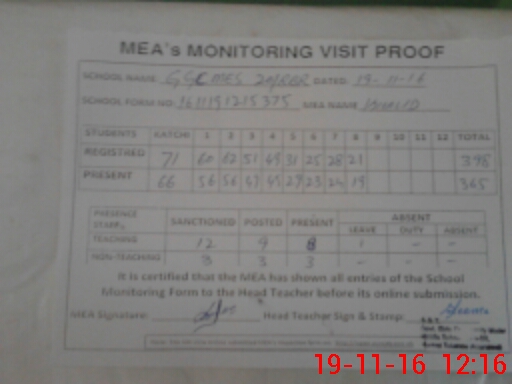 MEA's MONITORING VISIT PROOF
SCHOOL NAME GGCMES DATED 19-11-16
SCHOOL FORM NO. 1611191215375 MEA NAME KHALID
STUDENTS KATCHI 1 2 3 4 5 6 7 8 9 10 11 12 TOTAL
REGISTRED 71 60 62 51 49 31 25 28 21 398
PRESENT 66 56 56 47 45 29 23 24 19 365
PRESENCE STAFF SANCTIONED POSTED PRESENT ABSENT
LEAVE DUTY ABSENT
TEACHING 12 9 8 1 - -
NON-TEACHING 3 3 3 - - -
It is certified that the MEA has shown all entries of the School
Monitoring Form to the Head Teacher before its online submission.
MEA Signature: Head Teacher Sign & Stamp:
19-11-16 12:16